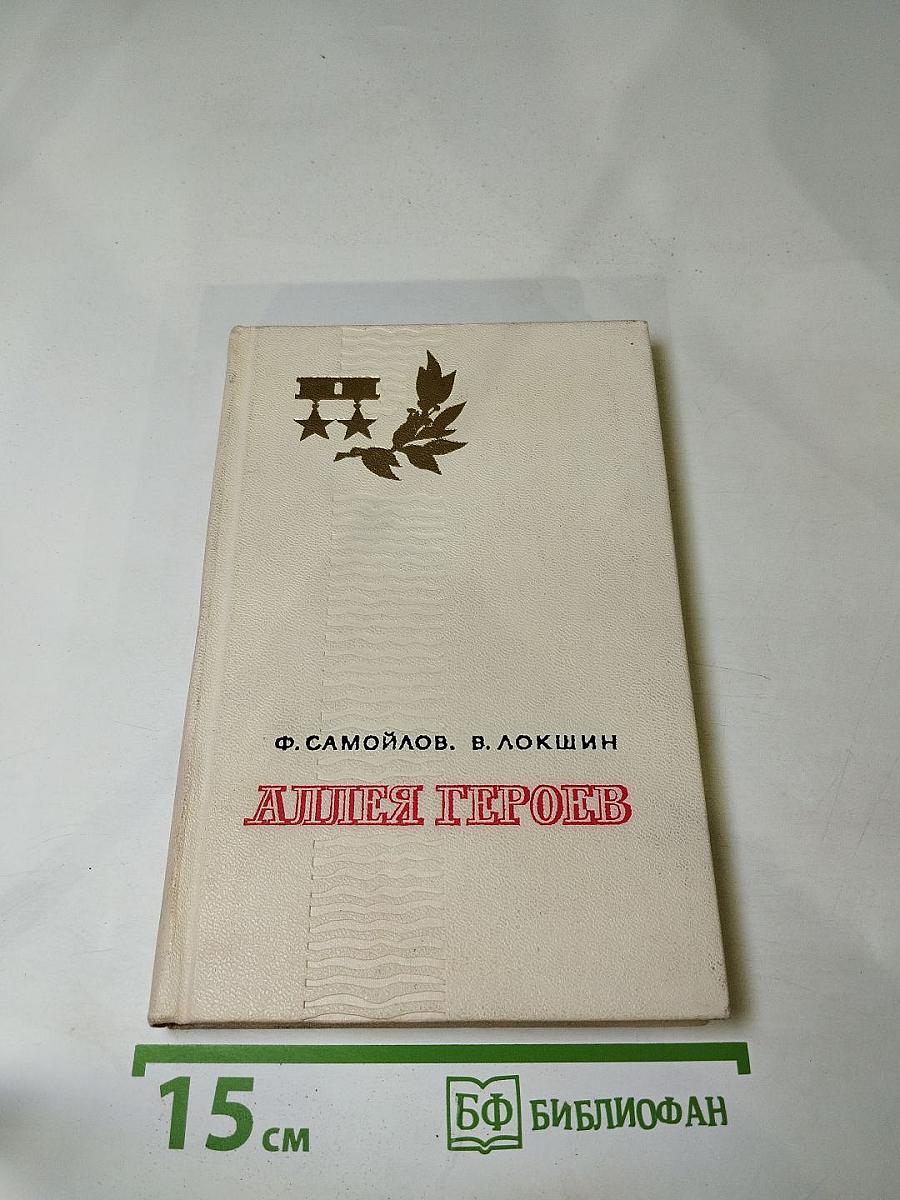 Ф. САМОЙЛОВ. В. ЛОКШИН
АЛЛЕЯ ГЕРОЕВ
15 см
БФ БИБЛИОФАН